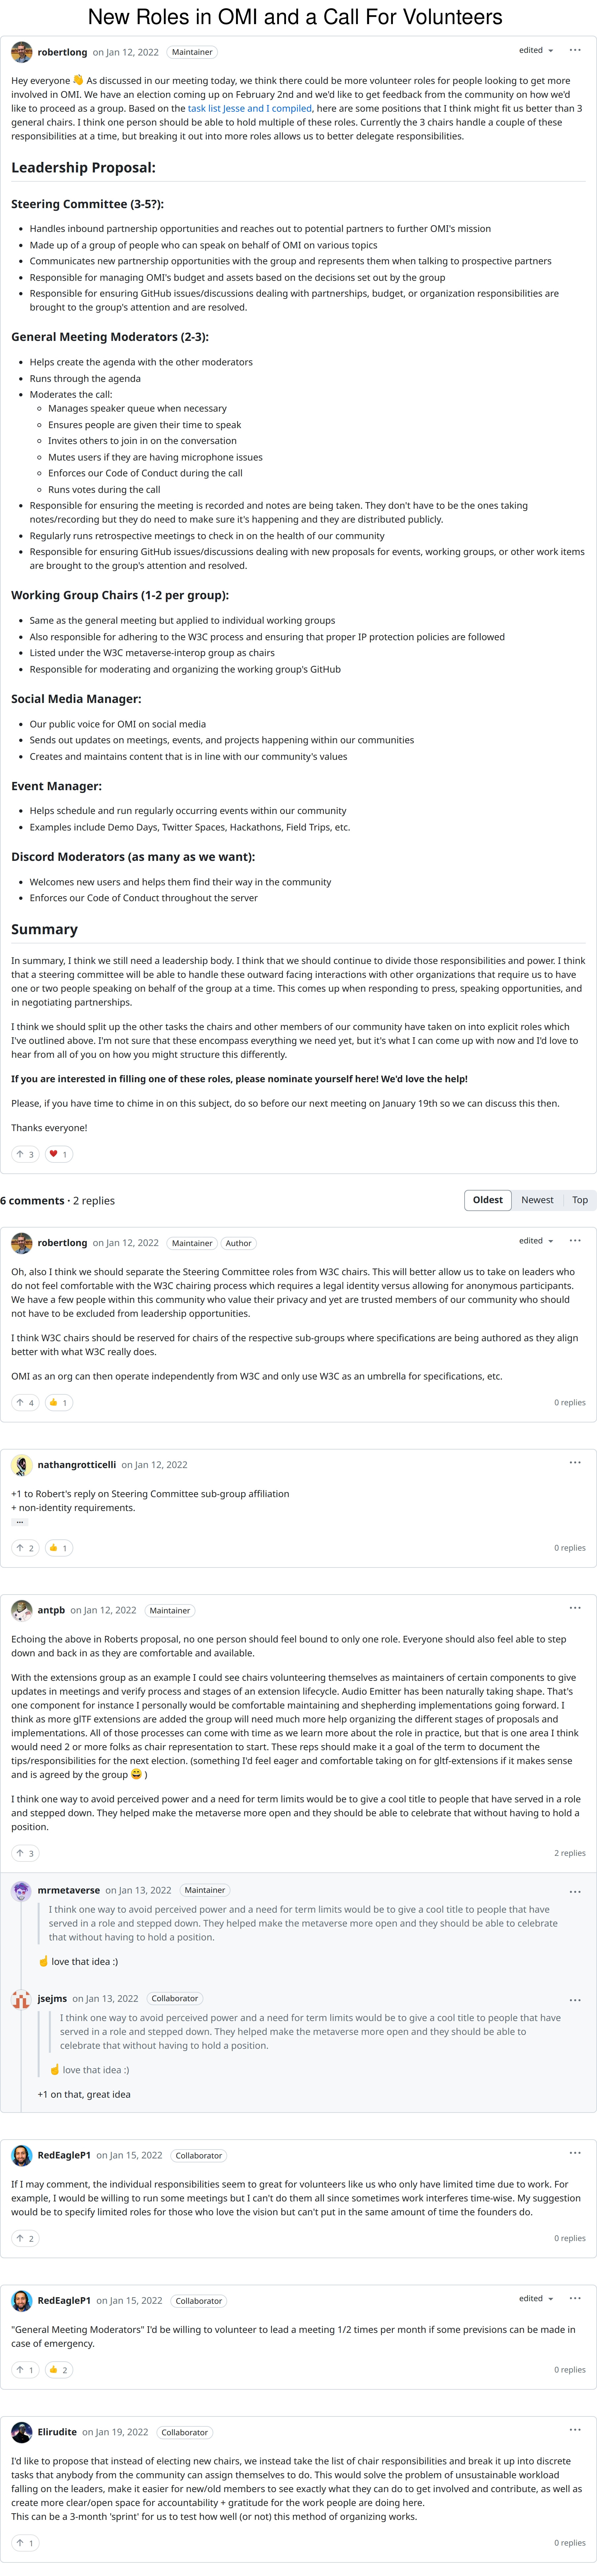 New Roles in OMI and a Call For Volunteers
robertlong on Jan 12, 2022 Maintainer edited
Hey everyone 👋 As discussed in our meeting today, we think there could be more volunteer roles for people looking to get more
involved in OMI. We have an election coming up on February 2nd and we'd like to get feedback from the community on how we'd
like to proceed as a group. Based on the task list Jesse and I compiled, here are some positions that I think might fit us better than 3
general chairs. I think one person should be able to hold multiple of these roles. Currently the 3 chairs handle a couple of these
responsibilities at a time, but breaking it out into more roles allows us to better delegate responsibilities.
Leadership Proposal:
Steering Committee (3-5?):
• Handles inbound partnership opportunities and reaches out to potential partners to further OMI's mission
• Made up of a group of people who can speak on behalf of OMI on various topics
• Communicates new partnership opportunities with the group and represents them when talking to prospective partners
• Responsible for managing OMI's budget and assets based on the decisions set out by the group
• Responsible for ensuring GitHub issues/discussions dealing with partnerships, budget, or organization responsibilities are
brought to the group's attention and are resolved.
General Meeting Moderators (2-3):
• Helps create the agenda with the other moderators
• Runs through the agenda
• Moderates the call:
◦ Manages speaker queue when necessary
◦ Ensures people are given their time to speak
◦ Invites others to join in on the conversation
◦ Mutes users if they are having microphone issues
◦ Enforces our Code of Conduct during the call
◦ Runs votes during the call
• Responsible for ensuring the meeting is recorded and notes are being taken. They don't have to be the ones taking
notes/recording but they do need to make sure it's happening and they are distributed publicly.
• Regularly runs retrospective meetings to check in on the health of our community
• Responsible for ensuring GitHub issues/discussions dealing with new proposals for events, working groups, or other work items
are brought to the group's attention and resolved.
Working Group Chairs (1-2 per group):
• Same as the general meeting but applied to individual working groups
• Also responsible for adhering to the W3C process and ensuring that proper IP protection policies are followed
• Listed under the W3C metaverse-interop group as chairs
• Responsible for moderating and organizing the working group's GitHub
Social Media Manager:
• Our public voice for OMI on social media
• Sends out updates on meetings, events, and projects happening within our communities
• Creates and maintains content that is in line with our community's values
Event Manager:
• Helps schedule and run regularly occurring events within our community
• Examples include Demo Days, Twitter Spaces, Hackathons, Field Trips, etc.
Discord Moderators (as many as we want):
• Welcomes new users and helps them find their way in the community
• Enforces our Code of Conduct throughout the server
Summary
In summary, I think we still need a leadership body. I think that we should continue to divide those responsibilities and power. I think
that a steering committee will be able to handle these outward facing interactions with other organizations that require us to have
one or two people speaking on behalf of the group at a time. This comes up when responding to press, speaking opportunities, and
in negotiating partnerships.
I think we should split up the other tasks the chairs and other members of our community have taken on into explicit roles which
I've outlined above. I'm not sure that these encompass everything we need yet, but it's what I can come up with now and I'd love to
hear from all of you on how you might structure this differently.
If you are interested in filling one of these roles, please nominate yourself here! We'd love the help!
Please, if you have time to chime in on this subject, do so before our next meeting on January 19th so we can discuss this then.
Thanks everyone!
↑ 3 ❤️ 1
6 comments · 2 replies Oldest Newest Top
robertlong on Jan 12, 2022 Maintainer Author edited
Oh, also I think we should separate the Steering Committee roles from W3C chairs. This will better allow us to take on leaders who
do not feel comfortable with the W3C chairing process which requires a legal identity versus allowing for anonymous participants.
We have a few people within this community who value their privacy and yet are trusted members of our community who should
not have to be excluded from leadership opportunities.
I think W3C chairs should be reserved for chairs of the respective sub-groups where specifications are being authored as they align
better with what W3C really does.
OMI as an org can then operate independently from W3C and only use W3C as an umbrella for specifications, etc.
↑ 4 👍 1 0 replies
nathangrotticelli on Jan 12, 2022
+1 to Robert's reply on Steering Committee sub-group affiliation
+ non-identity requirements.
...
↑ 2 👍 1 0 replies
antpb on Jan 12, 2022 Maintainer
Echoing the above in Roberts proposal, no one person should feel bound to only one role. Everyone should also feel able to step
down and back in as they are comfortable and available.
With the extensions group as an example I could see chairs volunteering themselves as maintainers of certain components to give
updates in meetings and verify process and stages of an extension lifecycle. Audio Emitter has been naturally taking shape. That's
one component for instance I personally would be comfortable maintaining and shepherding implementations going forward. I
think as more glTF extensions are added the group will need much more help organizing the different stages of proposals and
implementations. All of those processes can come with time as we learn more about the role in practice, but that is one area I think
would need 2 or more folks as chair representation to start. These reps should make it a goal of the term to document the
tips/responsibilities for the next election. (something I'd feel eager and comfortable taking on for gltf-extensions if it makes sense
and is agreed by the group 😀 )
I think one way to avoid perceived power and a need for term limits would be to give a cool title to people that have served in a role
and stepped down. They helped make the metaverse more open and they should be able to celebrate that without having to hold a
position.
↑ 3 2 replies
mrmetaverse on Jan 13, 2022 Maintainer
I think one way to avoid perceived power and a need for term limits would be to give a cool title to people that have
served in a role and stepped down. They helped make the metaverse more open and they should be able to celebrate
that without having to hold a position.
☝️ love that idea :)
jsejms on Jan 13, 2022 Collaborator
I think one way to avoid perceived power and a need for term limits would be to give a cool title to people that have
served in a role and stepped down. They helped make the metaverse more open and they should be able to
celebrate that without having to hold a position.
☝️ love that idea :)
+1 on that, great idea
RedEagleP1 on Jan 15, 2022 Collaborator
If I may comment, the individual responsibilities seem to great for volunteers like us who only have limited time due to work. For
example, I would be willing to run some meetings but I can't do them all since sometimes work interferes time-wise. My suggestion
would be to specify limited roles for those who love the vision but can't put in the same amount of time the founders do.
↑ 2 0 replies
RedEagleP1 on Jan 15, 2022 Collaborator edited
"General Meeting Moderators" I'd be willing to volunteer to lead a meeting 1/2 times per month if some previsions can be made in
case of emergency.
↑ 1 👍 2 0 replies
Elirudite on Jan 19, 2022 Collaborator
I'd like to propose that instead of electing new chairs, we instead take the list of chair responsibilities and break it up into discrete
tasks that anybody from the community can assign themselves to do. This would solve the problem of unsustainable workload
falling on the leaders, make it easier for new/old members to see exactly what they can do to get involved and contribute, as well as
create more clear/open space for accountability + gratitude for the work people are doing here.
This can be a 3-month 'sprint' for us to test how well (or not) this method of organizing works.
↑ 1 0 replies